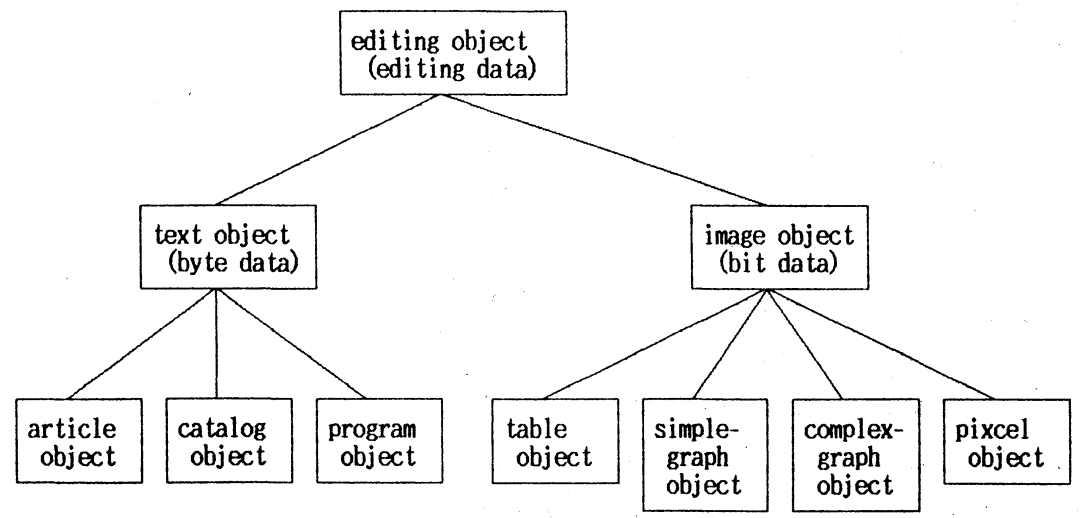 editing object
(editing data)
text object
(byte data)
image object
(bit data)
article
object
catalog
object
program
object
table
object
simple-
graph
object
complex-
graph
object
pixcel
object